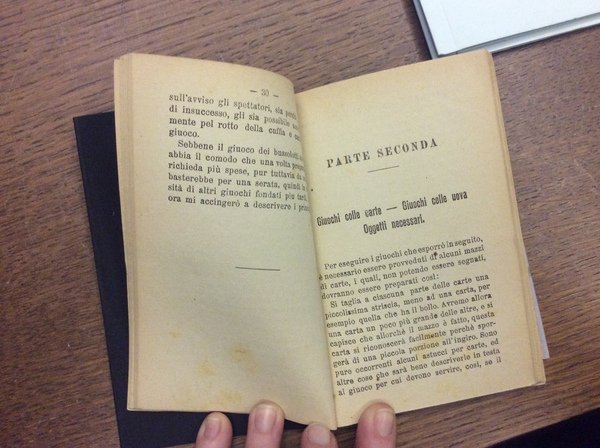 — 30 —
sull'avviso gli spettatori, sia
di insuccesso, gli sia possibile
mente pel rotto della cuffia e
giuoco.
Sebbene il giuoco dei bussolotti
abbia il comodo che una volta
richieda più spese, pur tuttavia
basterebbe per una serata, quindi
sità di altri giuochi fondati più
ora mi accingerò a descrivere i
PARTE SECONDA
Giuochi colle carte — Giuochi colle uova
Oggetti necessari.
Per eseguire i giuochi che esporrò in seguito,
è necessario essere provveduti di alcuni mazzi
di carte, i quali, non potendo essere segnati,
dovranno essere preparati così:
Si taglia a ciascuna parte delle carte una
piccolissima striscia, meno ad una carta, per
esempio quella che ha il bollo. Avremo allora
una carta un poco più grande delle altre, e si
capisce che allorchè il mazzo è fatto, questa
carta si riconoscerà facilmente perchè spor-
gerà di una piccola porzione all'ingiro. Sono
pure occorrenti alcuni astucci per carte, ed
altre cose che sarà bene descriverle in testa
al giuoco per cui devono servire, così, se il